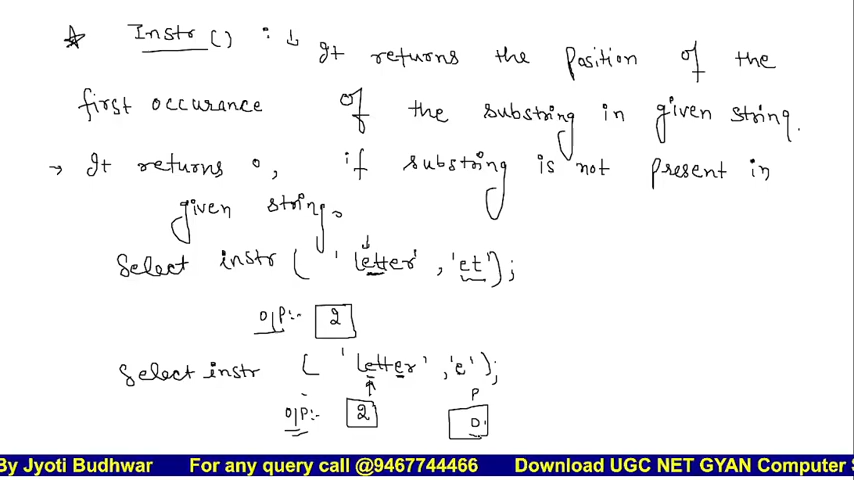 ☆ Instr () :↓ It returns the Position of the
first occurance of the substring in given string.
→ It returns 0, if substring is not present in
given string.
Select instr ( 'letter', 'et');
O|P:- 2
Select instr ( 'letter', 'e');
O|P:- 2 P
0
By Jyoti Budhwar For any query call @9467744466 Download UGC NET GYAN Computer S